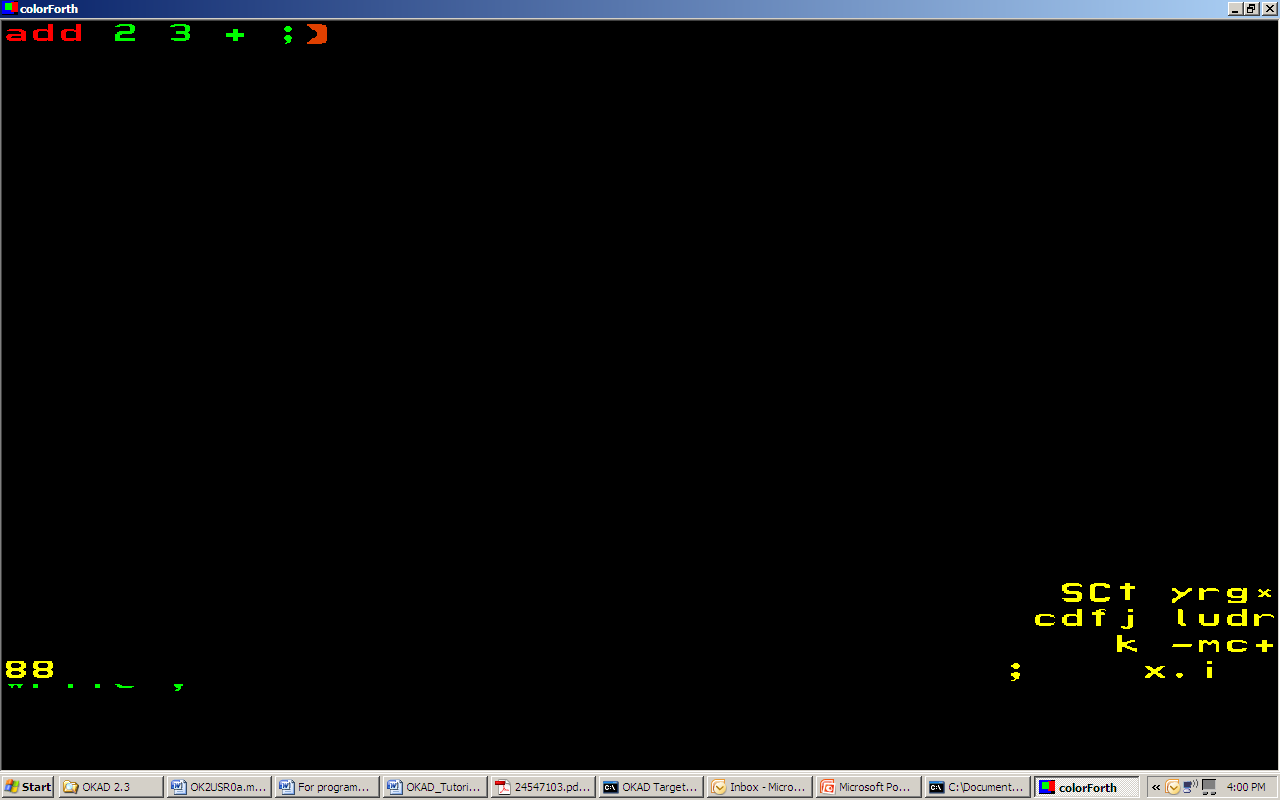 colorForth
add 2 3 + ;
SCt yrg×
cdfj ludr
k -mc+
88
; x.i
Start OKAD 2.3 OK2USR0a.m... For program... OKAD_Tutori... 24547103.pd... OKAD Target... Inbox - Micro... Microsoft Po... C:\Document... colorForth « 4:00 PM